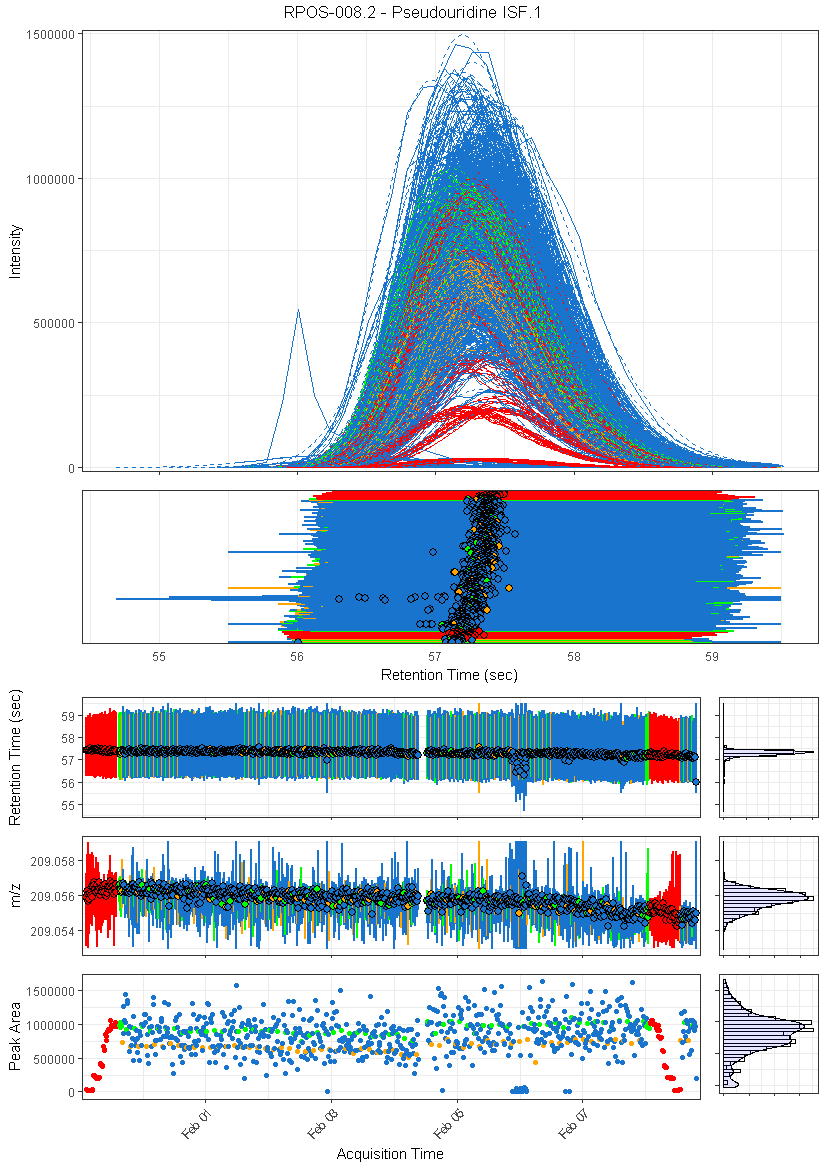 RPOS-008.2 - Pseudouridine ISF.1
1500000
1000000
500000
0
Intensity
55
56
57
58
59
Retention Time (sec)
59
58
57
56
55
Retention Time (sec)
209.058
209.056
209.054
m/z
1500000
1000000
500000
0
Peak Area
Feb 01
Feb 03
Feb 05
Feb 07
Acquisition Time